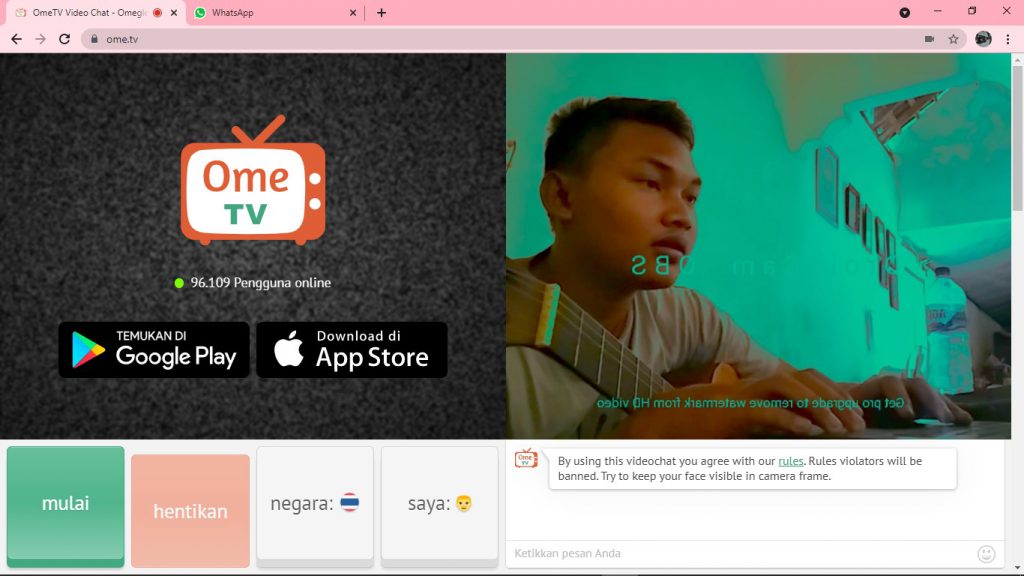 OmeTV Video Chat - Omegle
WhatsApp
ome.tv
Ome
TV
96.109 Pengguna online
TEMUKAN DI
Google Play
Download di
App Store
OBS
Get pro upgrade to remove watermark from HD video
mulai
hentikan
negara:
saya:
Ome
TV
By using this videochat you agree with our rules. Rules violators will be
banned. Try to keep your face visible in camera frame.
Ketikkan pesan Anda